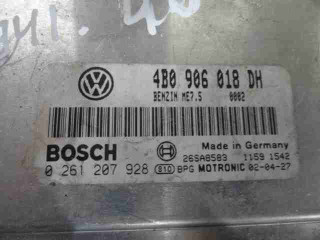 4B0 906 018 DH
BENZIN ME7.5 0002
BOSCH
Made in Germany
26SA8583 1159 1542
0 261 207 928 BPG MOTRONIC 02-04-27